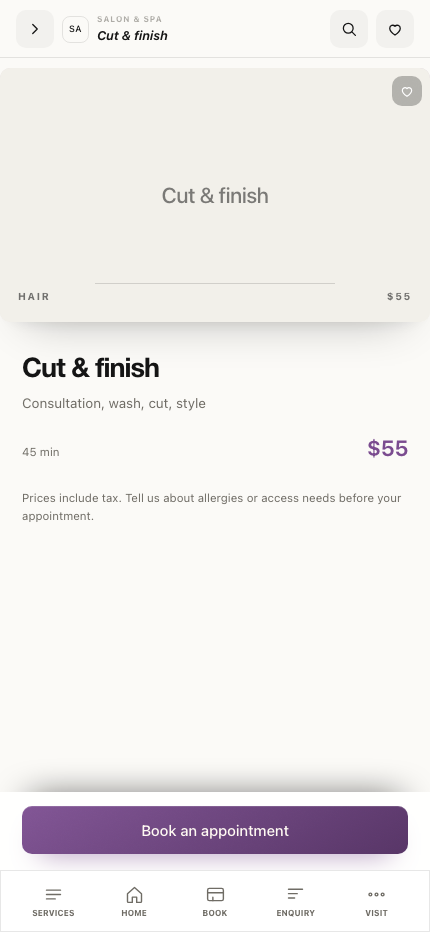 SA
SALON & SPA
Cut & finish
Cut & finish
HAIR
$55
Cut & finish
Consultation, wash, cut, style
45 min
$55
Prices include tax. Tell us about allergies or access needs before your
appointment.
Book an appointment
SERVICES
HOME
BOOK
ENQUIRY
VISIT